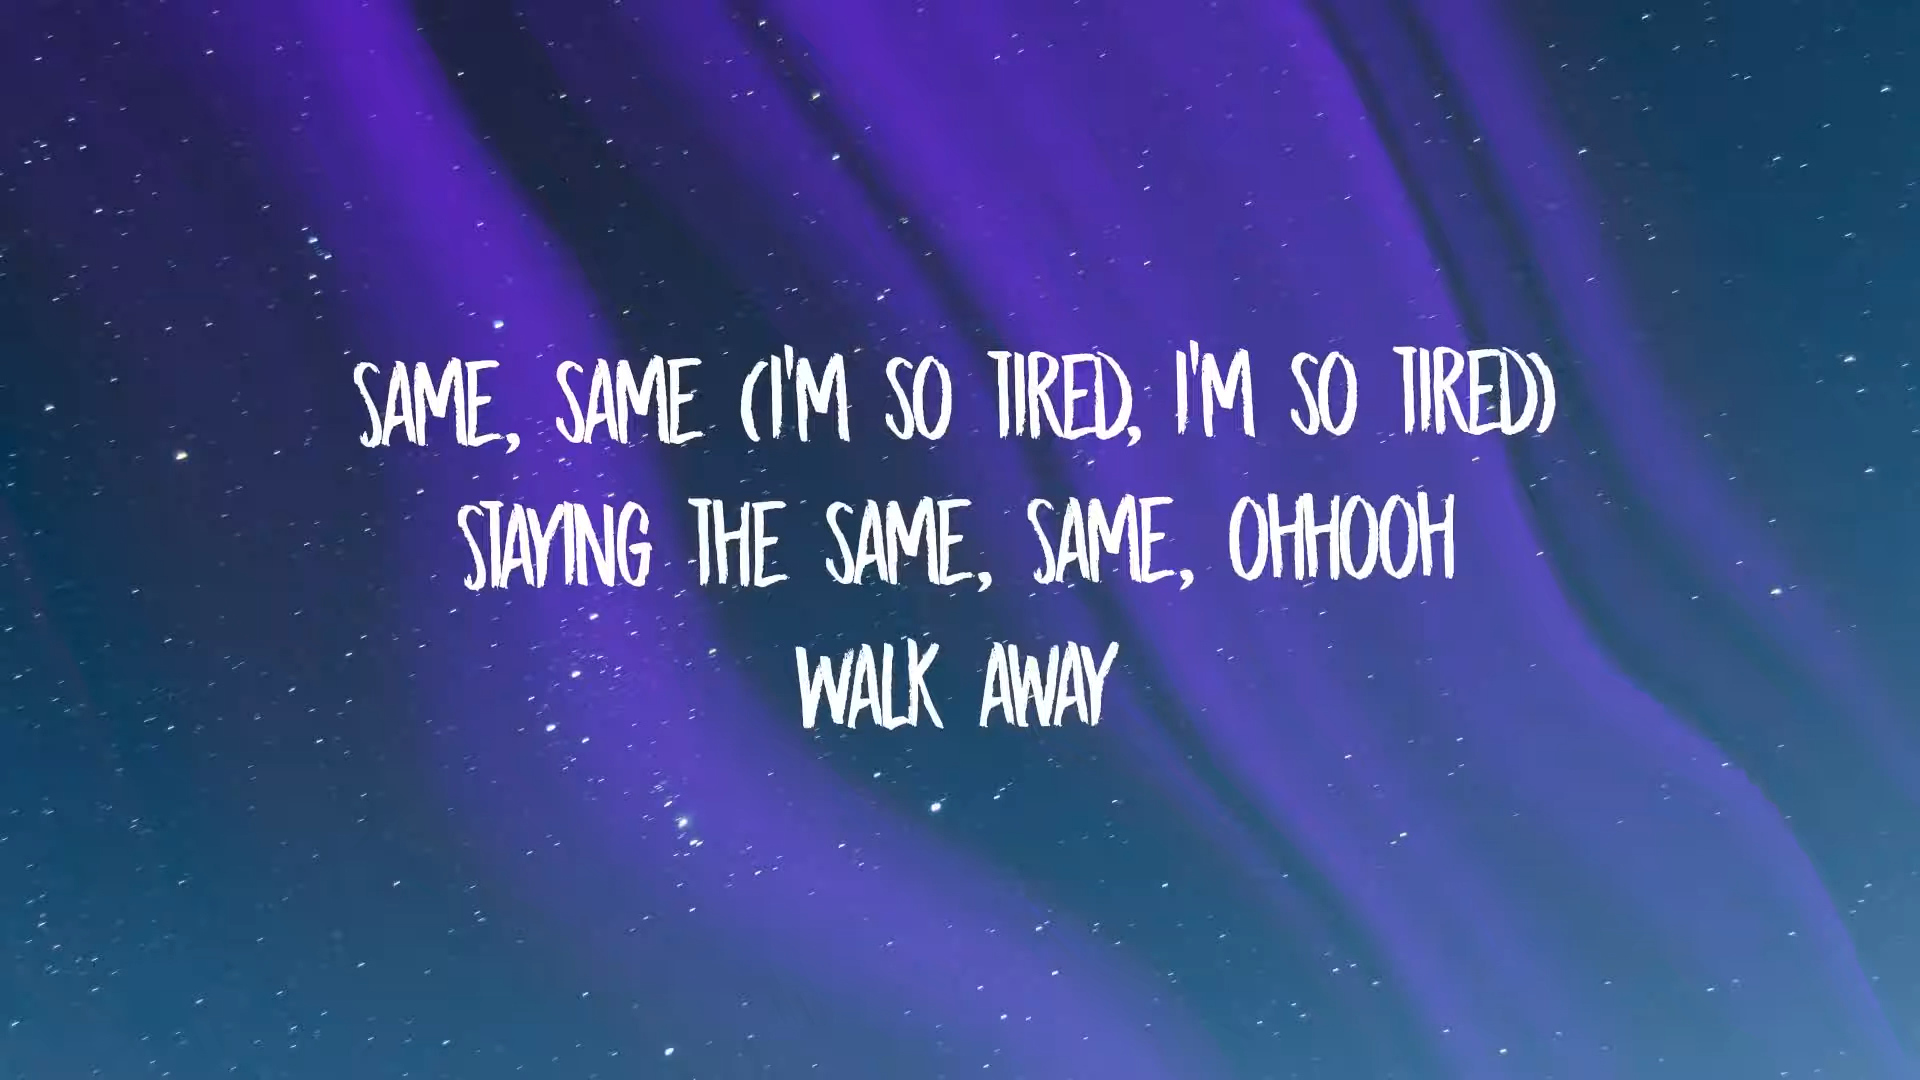 SAME, SAME (I'M SO TIRED, I'M SO TIRED))
STAYING THE SAME, SAME, OHHOOH
WALK AWAY